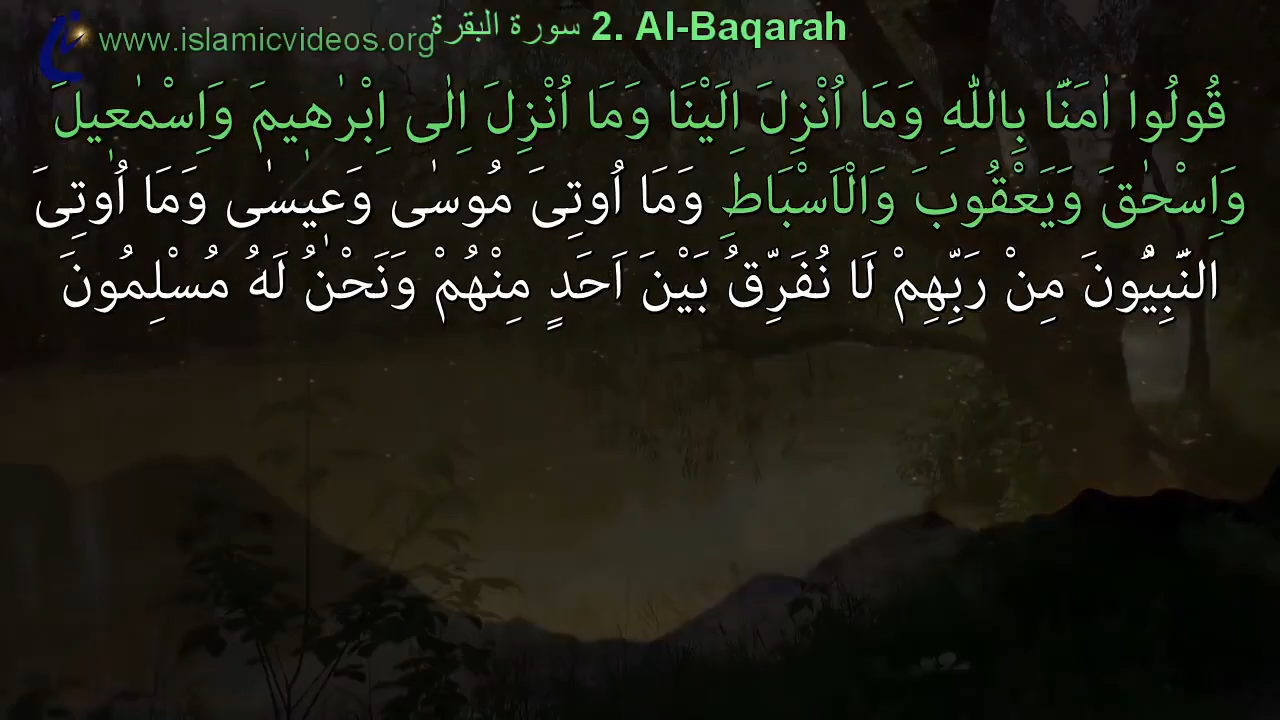 www.islamicvideos.org
سورة البقرة 2. Al-Baqarah
قُولُوا اٰمَنَّا بِاللّٰهِ وَمَا اُنْزِلَ اِلَيْنَا وَمَا اُنْزِلَ اِلٰى اِبْرٰهٖيمَ وَاِسْمٰعٖيلَ
وَاِسْحٰقَ وَيَعْقُوبَ وَالْاَسْبَاطِ وَمَا اُوتِىَ مُوسٰى وَعٖيسٰى وَمَا اُوتِىَ
النَّبِيُّونَ مِنْ رَبِّهِمْ لَا نُفَرِّقُ بَيْنَ اَحَدٍ مِنْهُمْ وَنَحْنُ لَهُ مُسْلِمُونَ